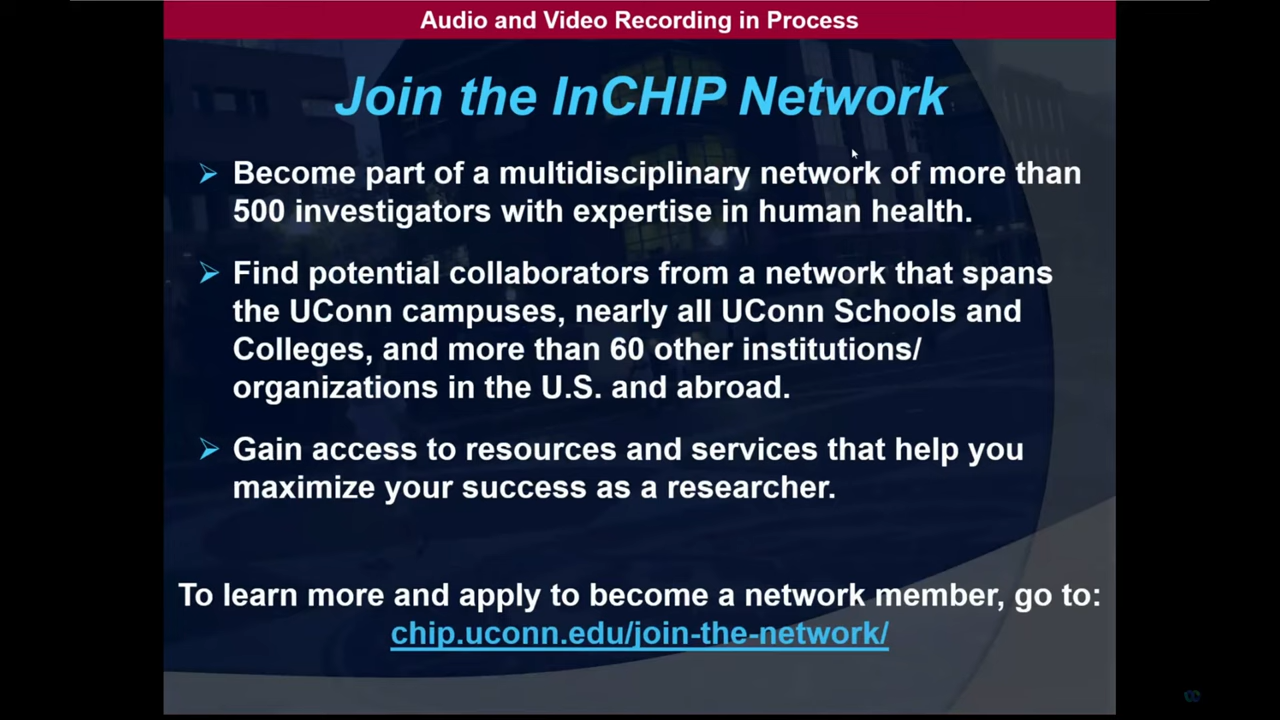 Audio and Video Recording in Process
Join the InCHIP Network
Become part of a multidisciplinary network of more than
500 investigators with expertise in human health.
Find potential collaborators from a network that spans
the UConn campuses, nearly all UConn Schools and
Colleges, and more than 60 other institutions/
organizations in the U.S. and abroad.
Gain access to resources and services that help you
maximize your success as a researcher.
To learn more and apply to become a network member, go to:
chip.uconn.edu/join-the-network/